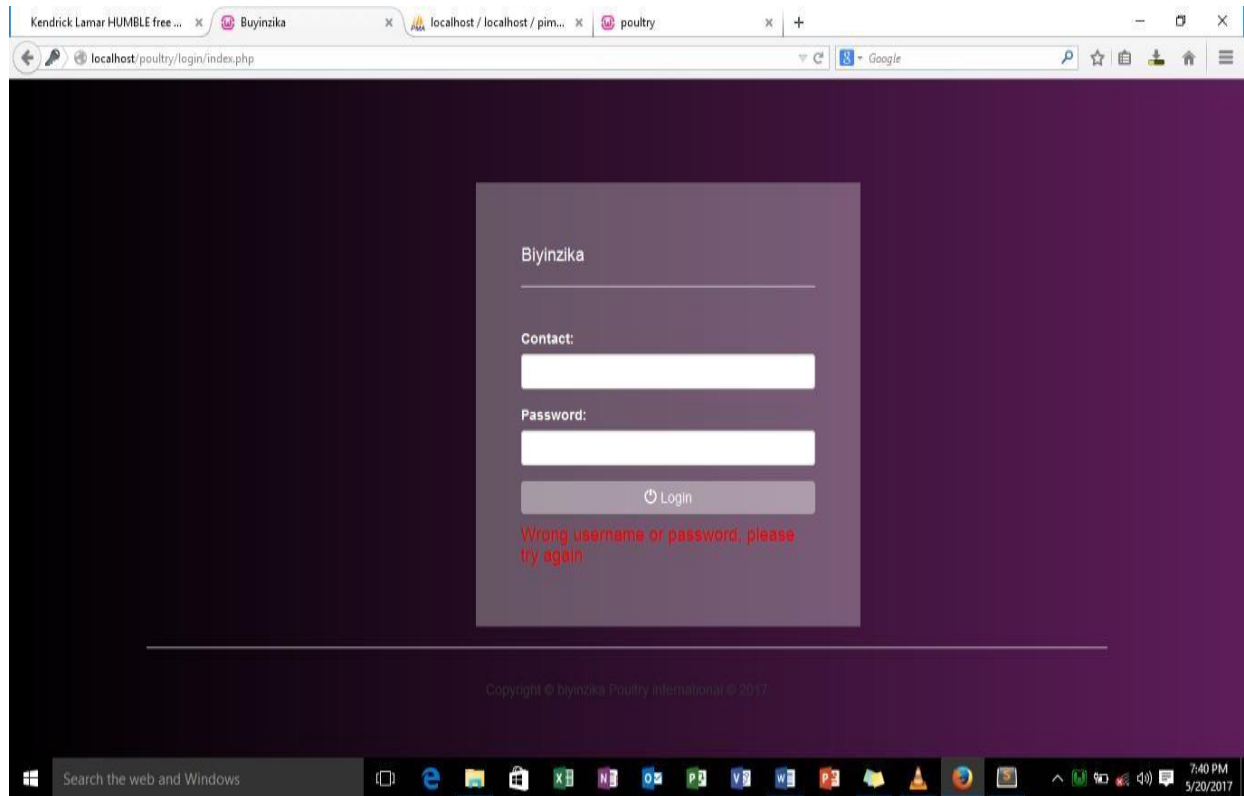 Kendrick Lamar HUMBLE free ...
Buyinzika
localhost / localhost / pim...
poultry
localhost/poultry/login/index.php
Google
Biyinzika
Contact:
Password:
Login
Wrong username or password, please
try again
Copyright © biyinzika Poultry international © 2017
Search the web and Windows
7:40 PM
5/20/2017